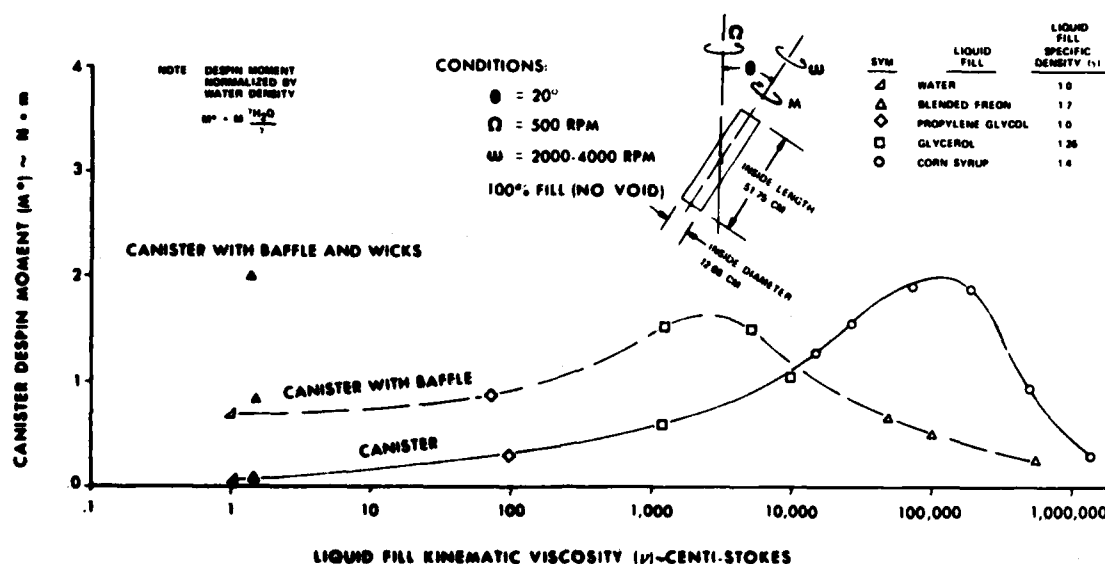 CANISTER DESPIN MOMENT (M°) ~ N • m
4
3
2
1
0
NOTE DESPIN MOMENT
NORMALIZED BY
WATER DENSITY
CONDITIONS:
θ = 20°
Ω = 500 RPM
ω = 2000-4000 RPM
100% FILL (NO VOID)
Ω
θ
ω
INSIDE LENGTH
51.75 CM
INSIDE DIAMETER
SYM
LIQUID
FILL
LIQUID
FILL
SPECIFIC
DENSITY (γ)
WATER 1.0
BLENDED FREON 1.7
PROPYLENE GLYCOL 1.0
GLYCEROL 1.26
CORN SYRUP 1.4
CANISTER WITH BAFFLE AND WICKS
CANISTER WITH BAFFLE
CANISTER
.1 1 10 100 1,000 10,000 100,000 1,000,000
LIQUID FILL KINEMATIC VISCOSITY (ν)~CENTI-STOKES